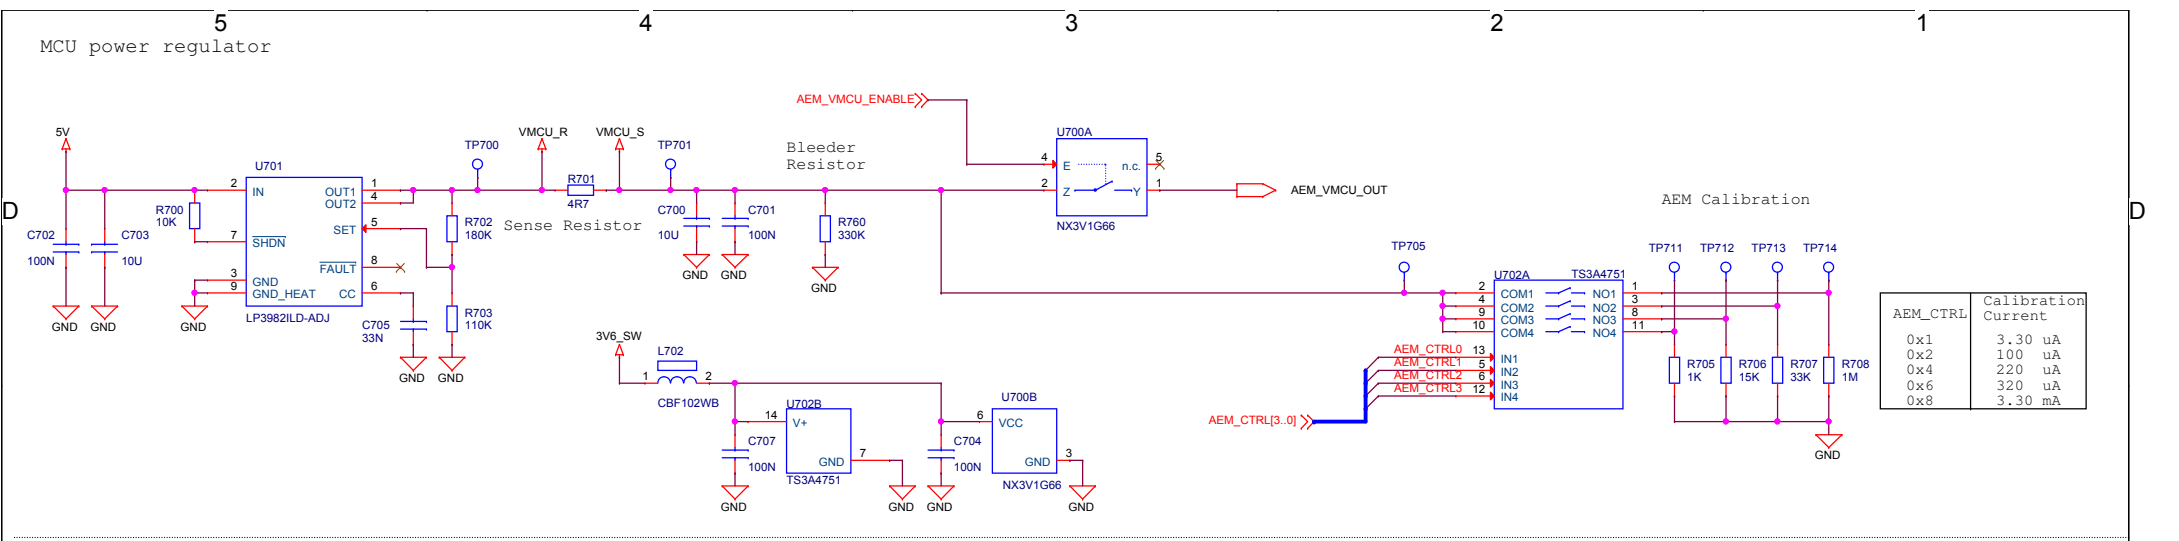 5 4 3 2 1
MCU power regulator
D
D
5V
C702
100N
GND
C703
10U
GND
R700
10K
GND
U701
2 IN
7 SHDN
3 GND
9 GND_HEAT
OUT1 1
OUT2 4
SET 5
FAULT 8
CC 6
LP3982ILD-ADJ
C705
33N
GND
R702
180K
R703
110K
GND
TP700
VMCU_R
R701
4R7
Sense Resistor
VMCU_S
TP701
C700
10U
GND
C701
100N
GND
Bleeder
Resistor
R760
330K
GND
AEM_VMCU_ENABLE
U700A
4 E
n.c. 5
2 Z
Y 1
NX3V1G66
AEM_VMCU_OUT
3V6_SW
L702
1 2
CBF102WB
C707
100N
GND
U702B
14 V+
GND 7
TS3A4751
GND
C704
100N
GND
U700B
6 VCC
GND 3
NX3V1G66
GND
AEM Calibration
TP705
U702A TS3A4751
2 COM1 NO1 1
4 COM2 NO2 3
9 COM3 NO3 8
10 COM4 NO4 11
AEM_CTRL0 13 IN1
AEM_CTRL1 5 IN2
AEM_CTRL2 6 IN3
AEM_CTRL3 12 IN4
AEM_CTRL[3..0]
TP711 TP712 TP713 TP714
R705
1K
R706
15K
R707
33K
R708
1M
GND
AEM_CTRL Calibration Current
0x1 3.30 uA
0x2 100 uA
0x4 220 uA
0x6 320 uA
0x8 3.30 mA